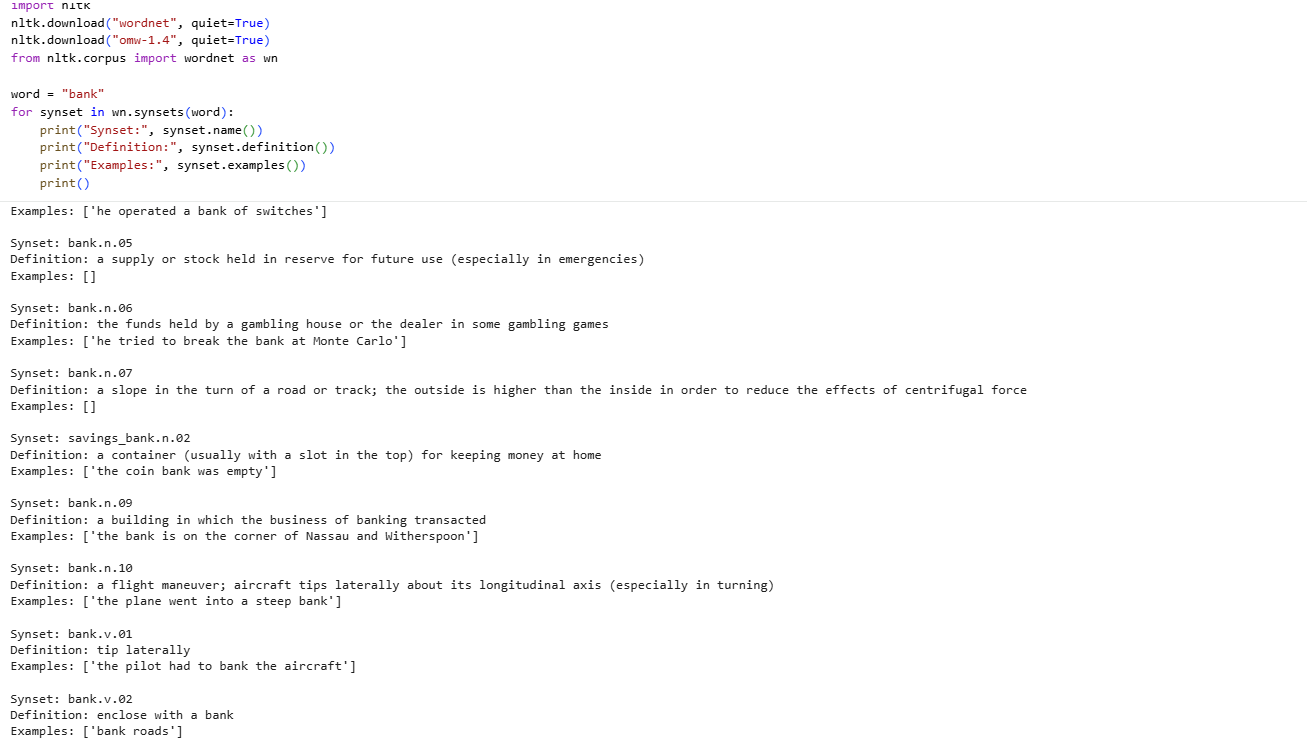 import nltk
nltk.download("wordnet", quiet=True)
nltk.download("omw-1.4", quiet=True)
from nltk.corpus import wordnet as wn

word = "bank"
for synset in wn.synsets(word):
    print("Synset:", synset.name())
    print("Definition:", synset.definition())
    print("Examples:", synset.examples())
    print()
Examples: ['he operated a bank of switches']

Synset: bank.n.05
Definition: a supply or stock held in reserve for future use (especially in emergencies)
Examples: []

Synset: bank.n.06
Definition: the funds held by a gambling house or the dealer in some gambling games
Examples: ['he tried to break the bank at Monte Carlo']

Synset: bank.n.07
Definition: a slope in the turn of a road or track; the outside is higher than the inside in order to reduce the effects of centrifugal force
Examples: []

Synset: savings_bank.n.02
Definition: a container (usually with a slot in the top) for keeping money at home
Examples: ['the coin bank was empty']

Synset: bank.n.09
Definition: a building in which the business of banking transacted
Examples: ['the bank is on the corner of Nassau and Witherspoon']

Synset: bank.n.10
Definition: a flight maneuver; aircraft tips laterally about its longitudinal axis (especially in turning)
Examples: ['the plane went into a steep bank']

Synset: bank.v.01
Definition: tip laterally
Examples: ['the pilot had to bank the aircraft']

Synset: bank.v.02
Definition: enclose with a bank
Examples: ['bank roads']